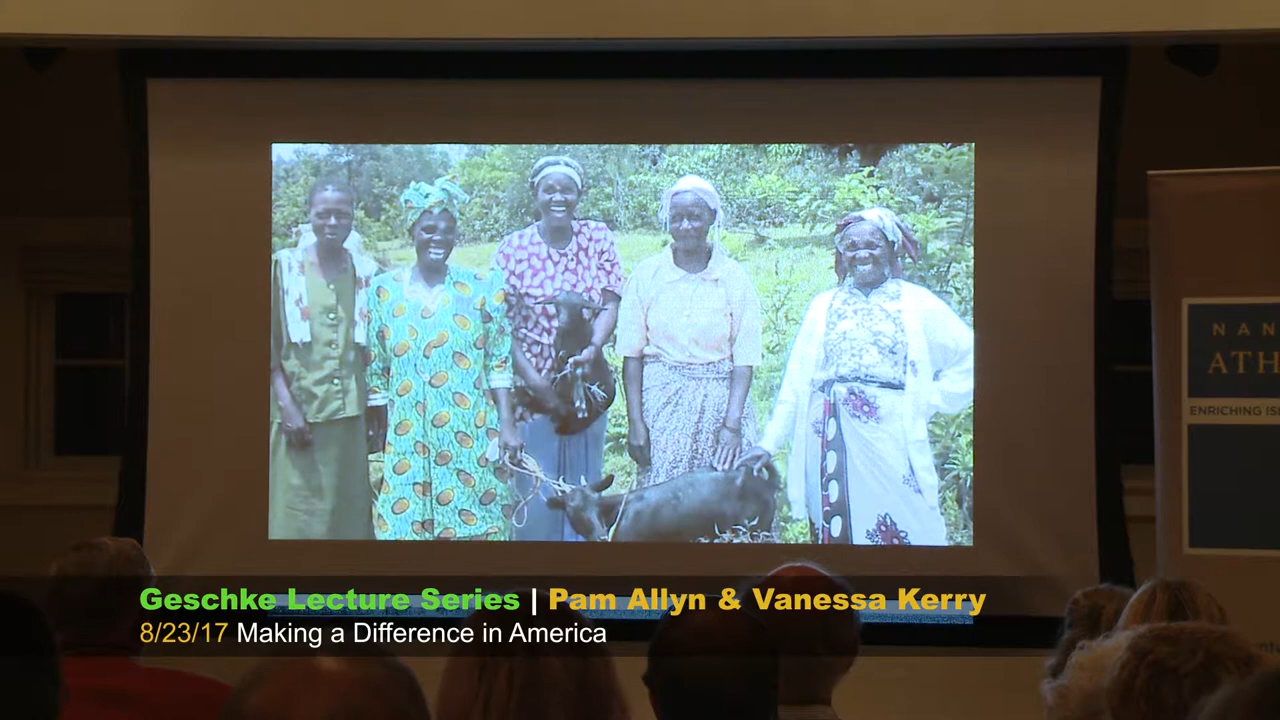 NAN
ATH
ENRICHING IS
Geschke Lecture Series | Pam Allyn & Vanessa Kerry
8/23/17 Making a Difference in America